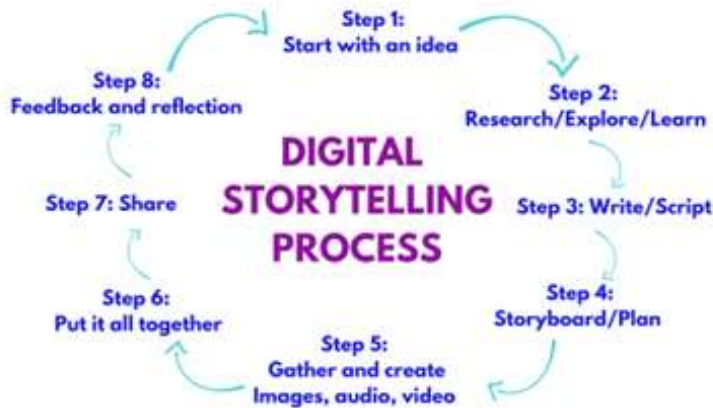 Step 1:
Start with an idea
Step 2:
Research/Explore/Learn
Step 3: Write/Script
Step 4:
Storyboard/Plan
Step 5:
Gather and create
Images, audio, video
Step 6:
Put it all together
Step 7: Share
Step 8:
Feedback and reflection
DIGITAL
STORYTELLING
PROCESS